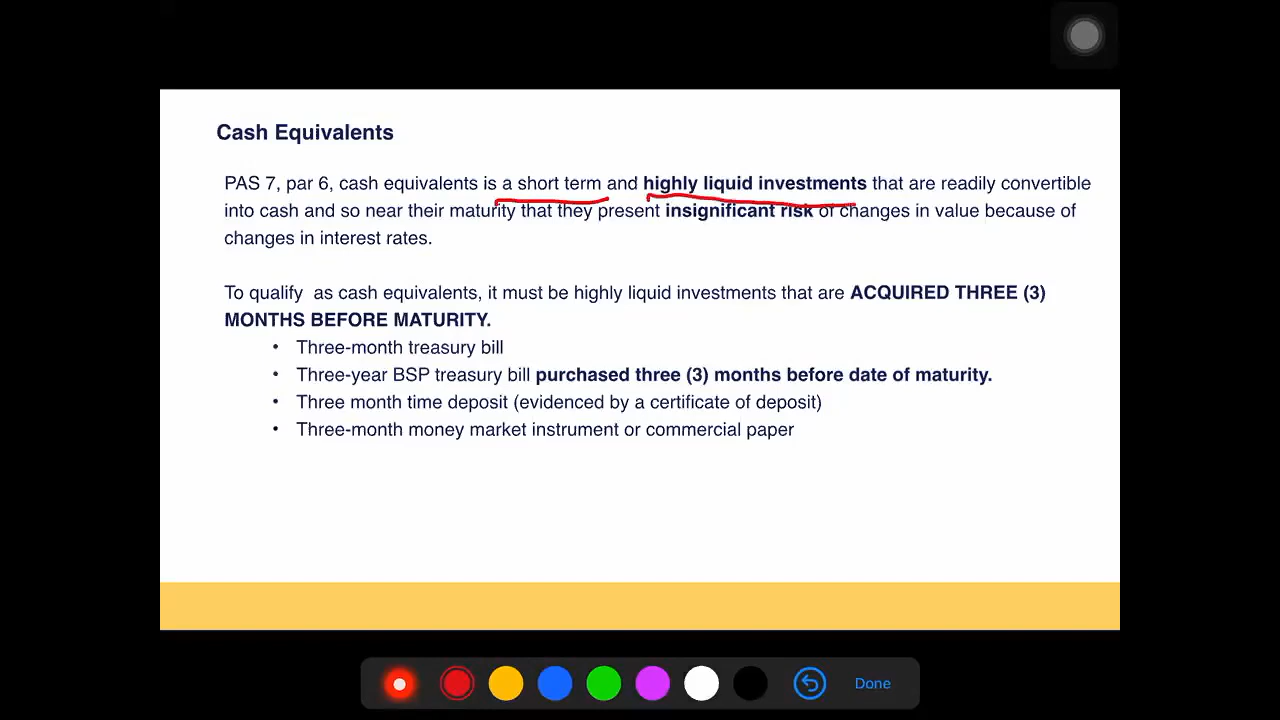 Cash Equivalents
PAS 7, par 6, cash equivalents is a short term and highly liquid investments that are readily convertible
into cash and so near their maturity that they present insignificant risk of changes in value because of
changes in interest rates.
To qualify  as cash equivalents, it must be highly liquid investments that are ACQUIRED THREE (3)
MONTHS BEFORE MATURITY.
• Three-month treasury bill
• Three-year BSP treasury bill purchased three (3) months before date of maturity.
• Three month time deposit (evidenced by a certificate of deposit)
• Three-month money market instrument or commercial paper
Done